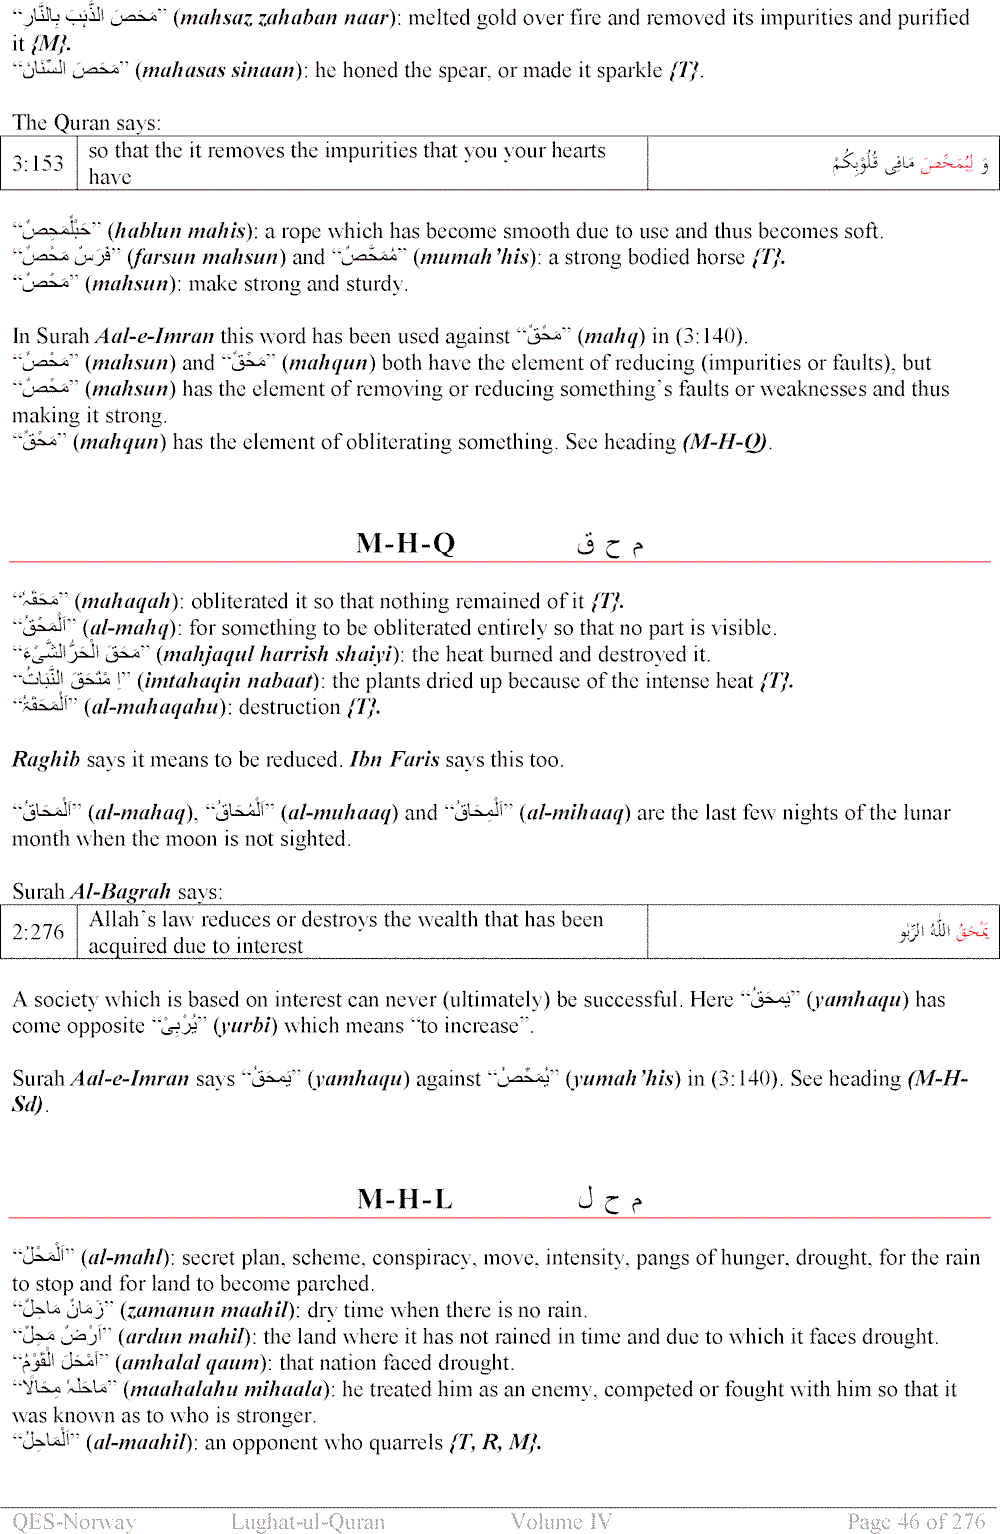 “مَحَصَ الذَّہَبَ بِالنَّارِ” (mahsaz zahaban naar): melted gold over fire and removed its impurities and purified
it {M}.
“مَحَصَ السِّنَانَ” (mahasas sinaan): he honed the spear, or made it sparkle {T}.
The Quran says:
3:153 so that the it removes the impurities that you your hearts have وَ لِيُمَحِّصَ مَافِی قُلُوْبِکُمْ
“حَبْلٌمَحِصٌ” (hablun mahis): a rope which has become smooth due to use and thus becomes soft.
“فَرَسٌ مَحْصٌ” (farsun mahsun) and “مُمَحَّصٌ” (mumah’his): a strong bodied horse {T}.
“مَحْصٌ” (mahsun): make strong and sturdy.
In Surah Aal-e-Imran this word has been used against “مَحْقٌ” (mahq) in (3:140).
“مَحْصٌ” (mahsun) and “مَحْقٌ” (mahqun) both have the element of reducing (impurities or faults), but
“مَحْصٌ” (mahsun) has the element of removing or reducing something’s faults or weaknesses and thus
making it strong.
“مَحْقٌ” (mahqun) has the element of obliterating something. See heading (M-H-Q).
M-H-Q م ح ق
“مَحَقَہٗ” (mahaqah): obliterated it so that nothing remained of it {T}.
“اَلْمَحْقُ” (al-mahq): for something to be obliterated entirely so that no part is visible.
“مَحَقَ الْحَرُّ الشَّیْءَ” (mahjaqul harrish shaiyi): the heat burned and destroyed it.
“اِ مْتَحَقَ النَّبَاتُ” (imtahaqin nabaat): the plants dried up because of the intense heat {T}.
“اَلْمَحَقَۃُ” (al-mahaqahu): destruction {T}.
Raghib says it means to be reduced. Ibn Faris says this too.
“اَلْمَحَاقُ” (al-mahaq), “اَلْمُحَاقُ” (al-muhaaq) and “اَلْمِحَاقُ” (al-mihaaq) are the last few nights of the lunar
month when the moon is not sighted.
Surah Al-Bagrah says:
2:276 Allah’s law reduces or destroys the wealth that has been acquired due to interest يَمْحَقُ اللّٰہُ الرِّبٰو
A society which is based on interest can never (ultimately) be successful. Here “يَمحَقُ” (yamhaqu) has
come opposite “يُرْبِیْ” (yurbi) which means “to increase”.
Surah Aal-e-Imran says “يَمحَقُ” (yamhaqu) against “يُمَحِّصُ” (yumah’his) in (3:140). See heading (M-H-
Sd).
M-H-L م ح ل
“اَلْمَحْلُ” (al-mahl): secret plan, scheme, conspiracy, move, intensity, pangs of hunger, drought, for the rain
to stop and for land to become parched.
“زَمَانٌ مَاحِلٌ” (zamanun maahil): dry time when there is no rain.
“اَرْضٌ مَحِلٌ” (ardun mahil): the land where it has not rained in time and due to which it faces drought.
“اَمْحَلَ الْقَوْمُ” (amhalal qaum): that nation faced drought.
“مَاحَلَہٗ مِحَالًا” (maahalahu mihaala): he treated him as an enemy, competed or fought with him so that it
was known as to who is stronger.
“اَلْمَاحِلُ” (al-maahil): an opponent who quarrels {T, R, M}.
QES-Norway Lughat-ul-Quran Volume IV Page 46 of 276